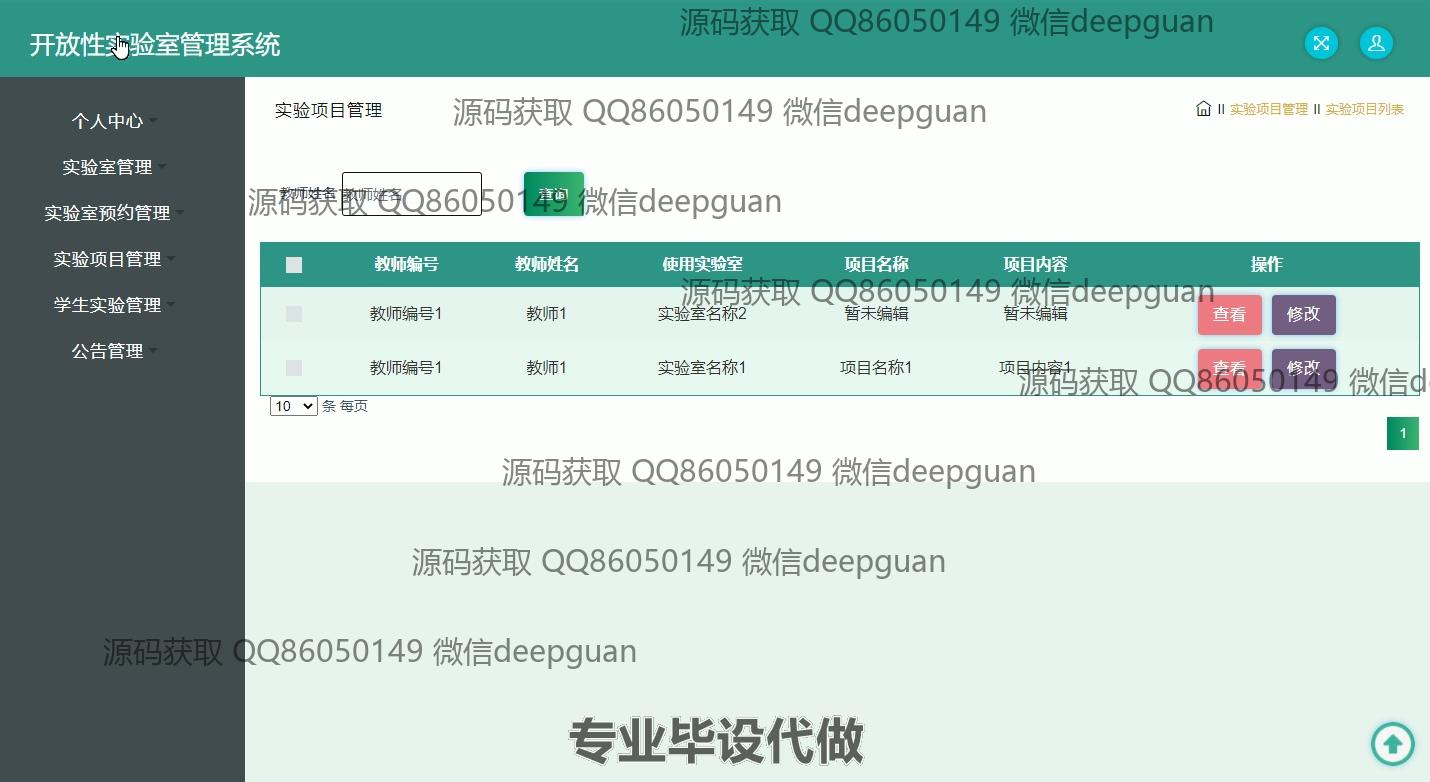 源码获取 QQ86050149 微信deepguan
开放性实验室管理系统
个人中心
实验室管理
实验室预约管理
实验项目管理
学生实验管理
公告管理
实验项目管理
源码获取 QQ86050149 微信deepguan
实验项目管理 II 实验项目列表
教师姓名 教师姓名 查询
源码获取 QQ86050149 微信deepguan
教师编号 教师姓名 使用实验室 项目名称 项目内容 操作
源码获取 QQ86050149 微信deepguan
教师编号1 教师1 实验室名称2 暂未编辑 暂未编辑 查看 修改
教师编号1 教师1 实验室名称1 项目名称1 项目内容1 查看 修改
源码获取 QQ86050149 微信d
10 条 每页
1
源码获取 QQ86050149 微信deepguan
源码获取 QQ86050149 微信deepguan
源码获取 QQ86050149 微信deepguan
专业毕设代做